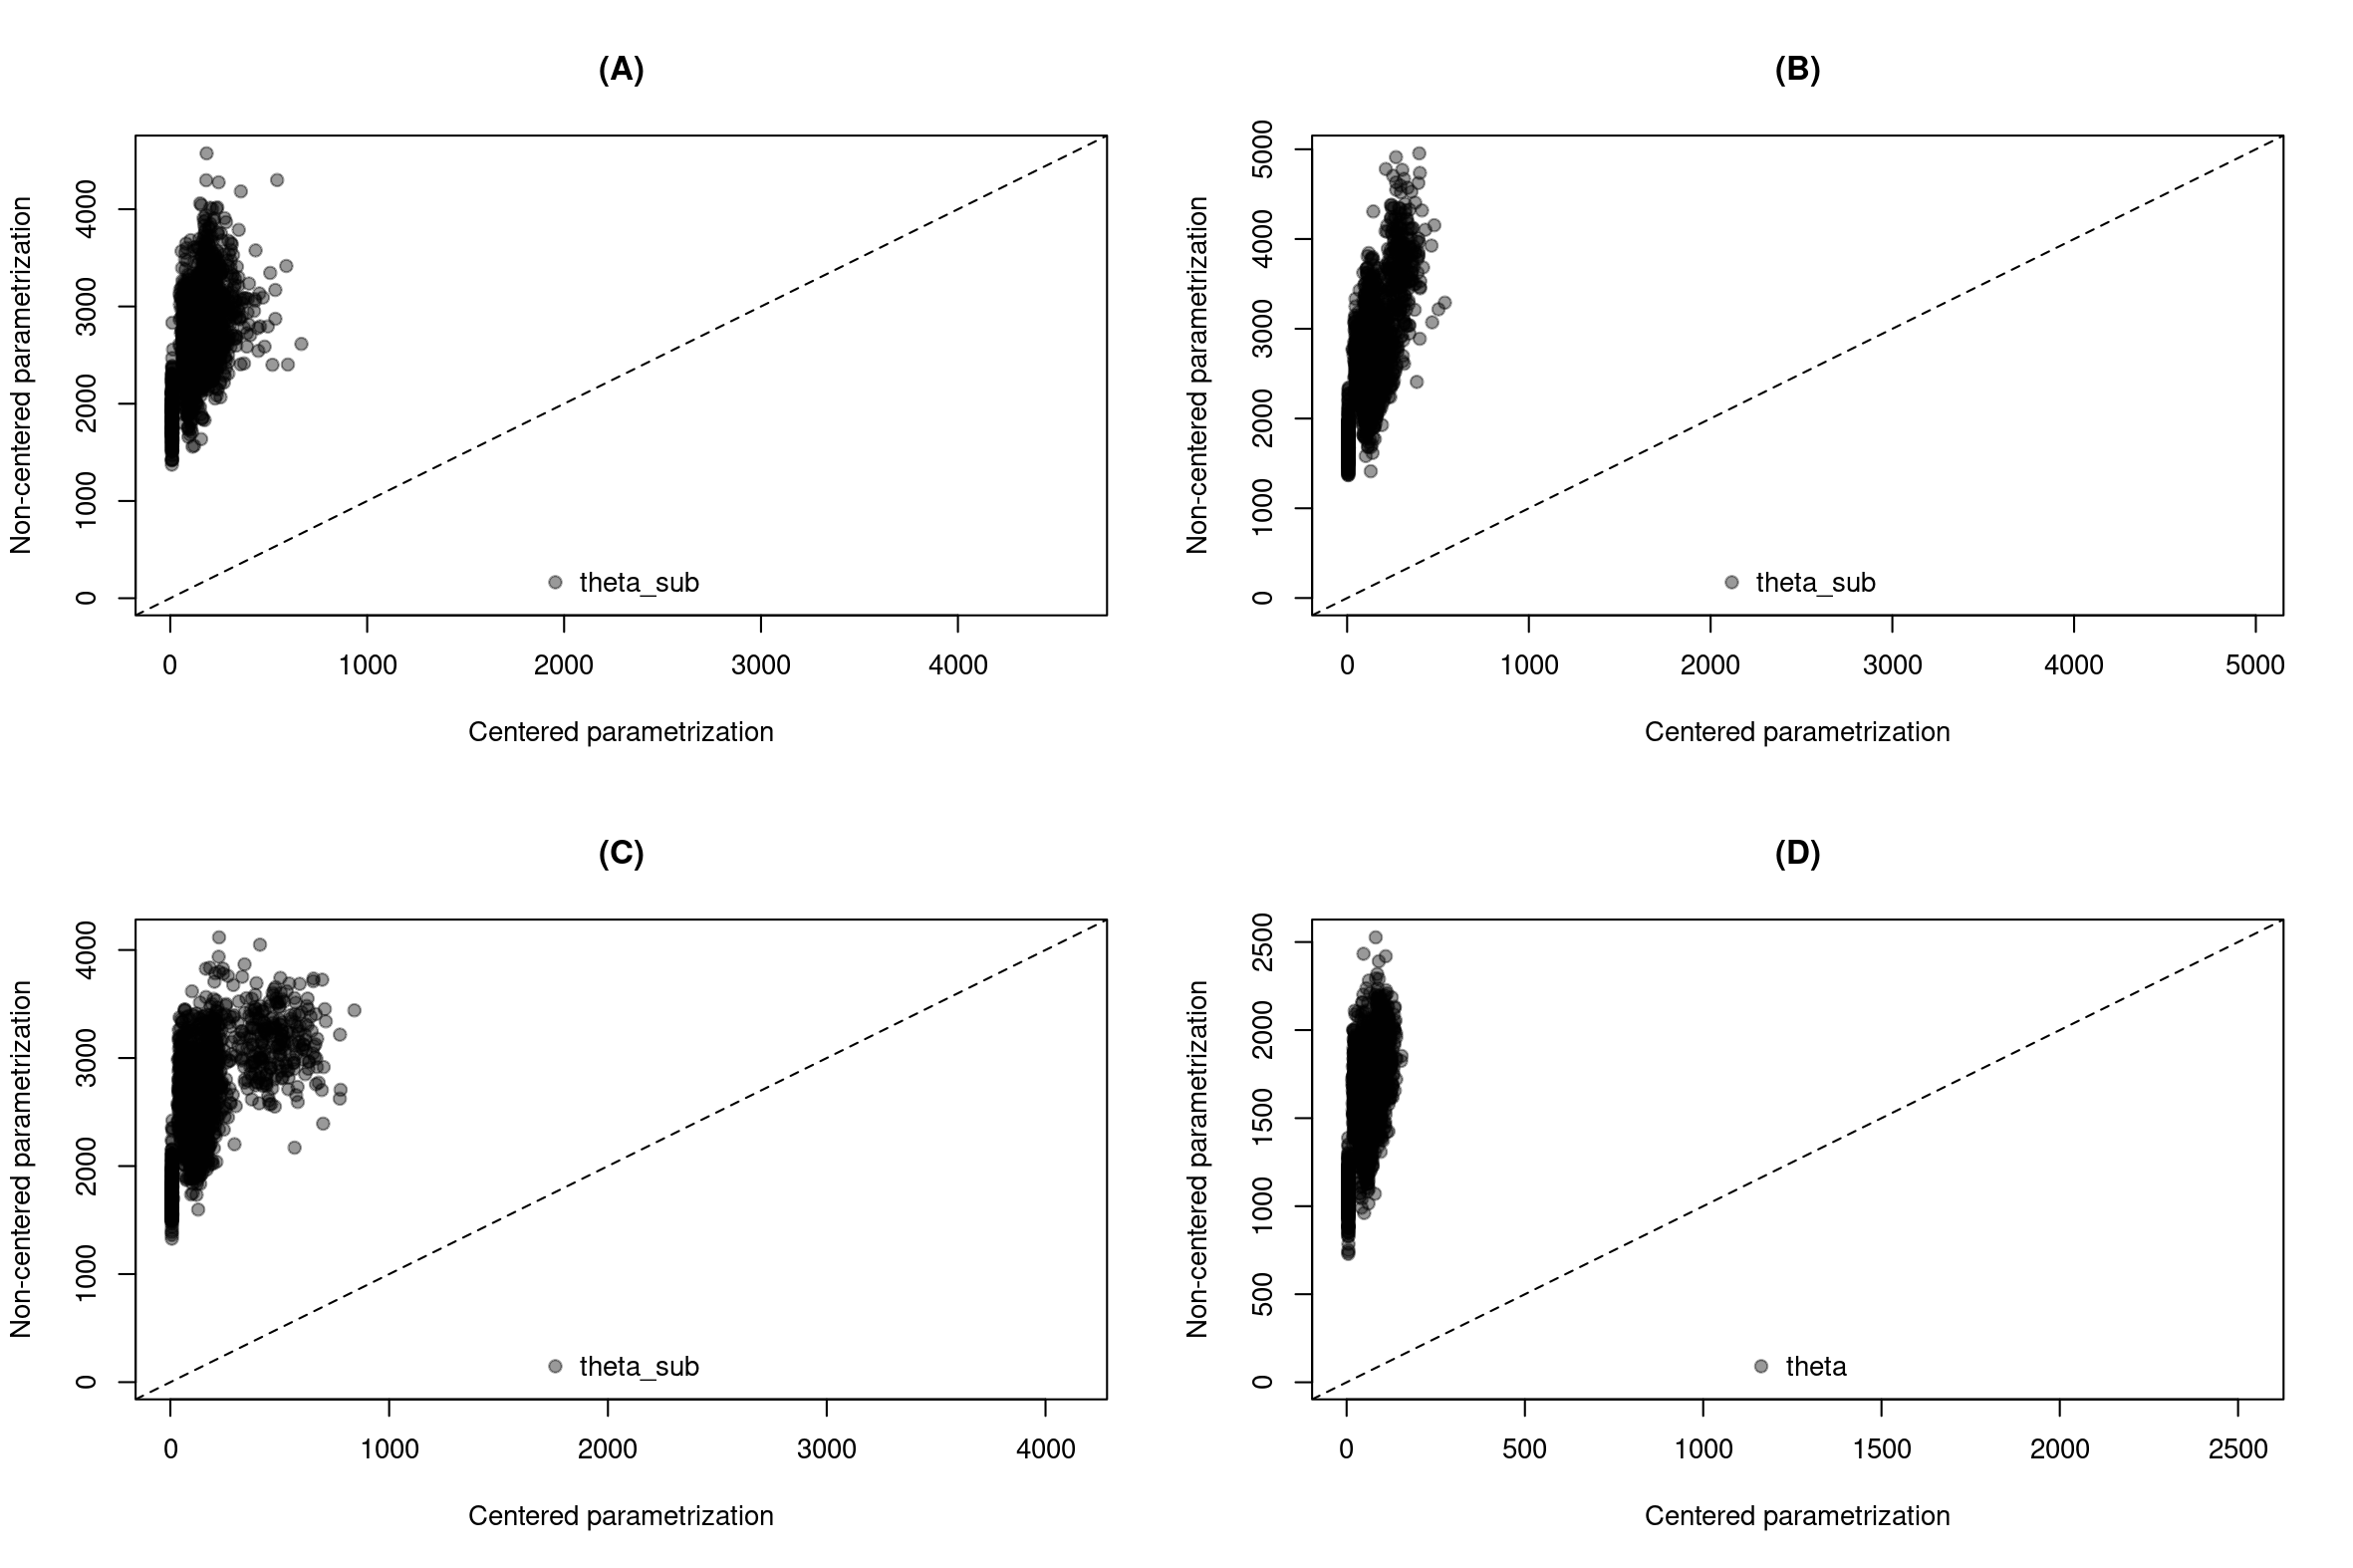 (A)
Non-centered parametrization
4000
3000
2000
1000
0
theta_sub
0 1000 2000 3000 4000
Centered parametrization
(B)
Non-centered parametrization
5000
4000
3000
2000
1000
0
theta_sub
0 1000 2000 3000 4000 5000
Centered parametrization
(C)
Non-centered parametrization
4000
3000
2000
1000
0
theta_sub
0 1000 2000 3000 4000
Centered parametrization
(D)
Non-centered parametrization
2500
2000
1500
1000
500
0
theta
0 500 1000 1500 2000 2500
Centered parametrization